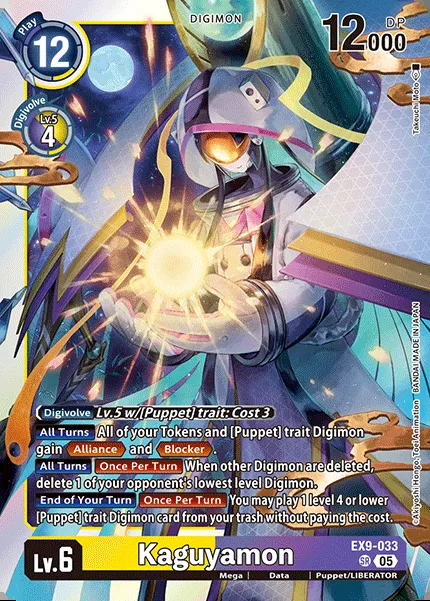 Play
12
DIGIMON
12000
DP
Digivolve
Lv.5
4
Takeuchi Moto
Digivolve Lv.5 w/[Puppet] trait: Cost 3
All Turns All of your Tokens and [Puppet] trait Digimon
gain Alliance and Blocker.
All Turns Once Per Turn When other Digimon are deleted,
delete 1 of your opponent's lowest level Digimon.
End of Your Turn Once Per Turn You may play 1 level 4 or lower
[Puppet] trait Digimon card from your trash without paying the cost.
©Akiyoshi Hongo, Toei Animation BANDAI MADE IN JAPAN
Lv.6
Kaguyamon
EX9-033
SR 05
Mega | Data | Puppet/LIBERATOR